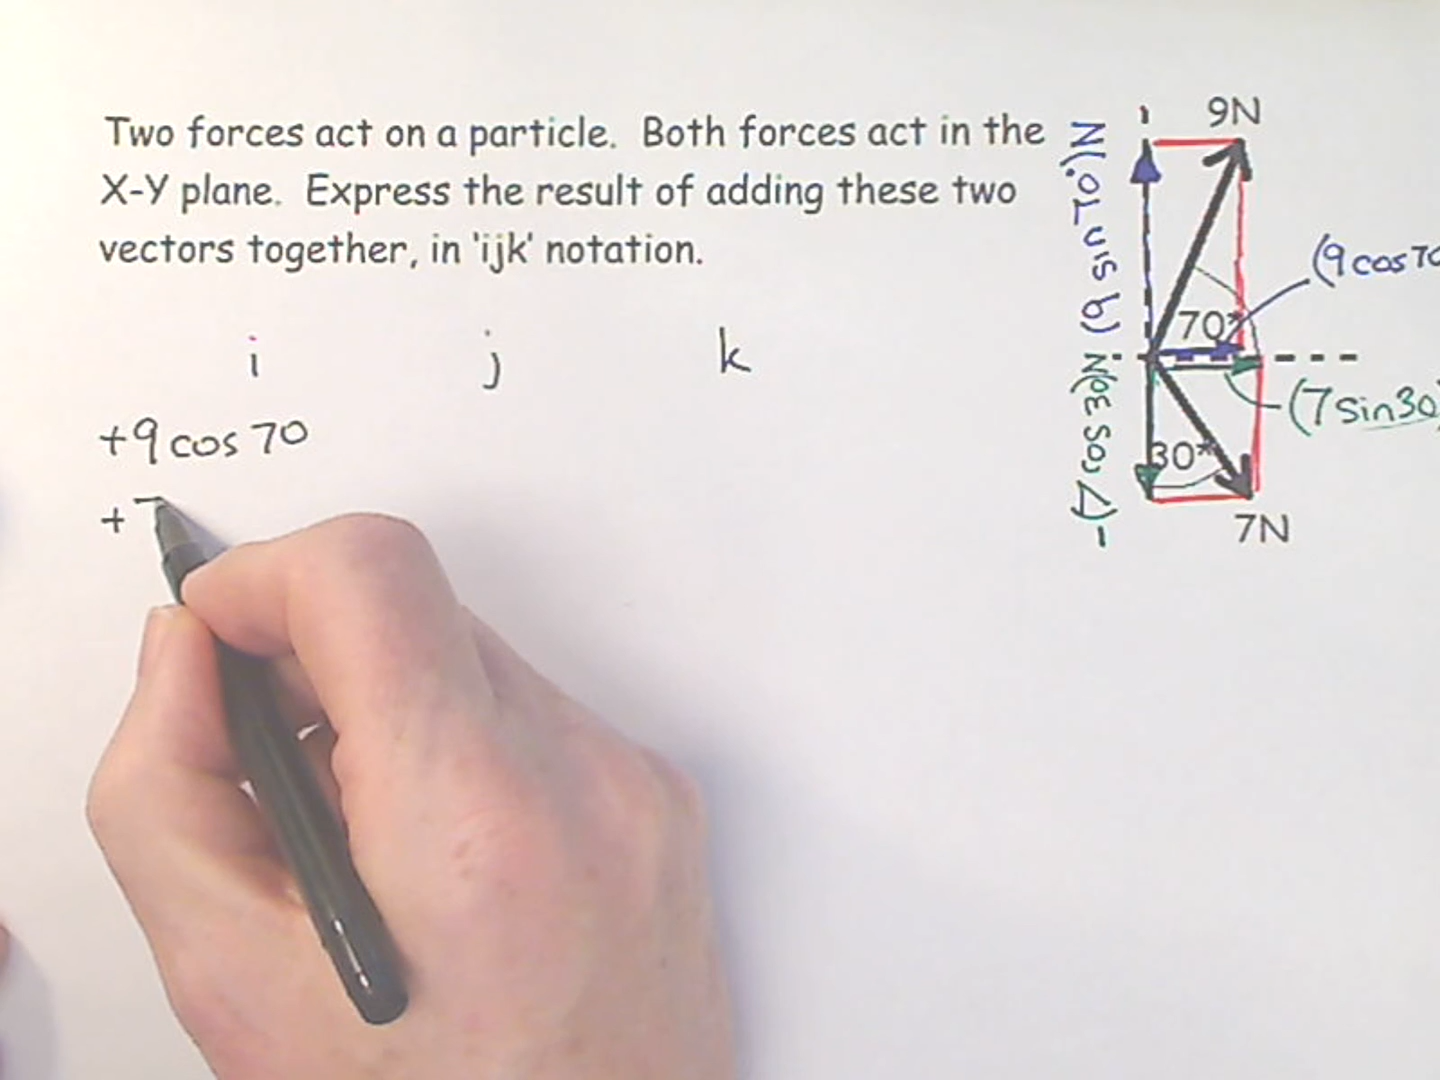 Two forces act on a particle. Both forces act in the
X-Y plane. Express the result of adding these two
vectors together, in 'ijk' notation.
i j k
+9 cos 70
+7
9N
(9 sin 70)N
(9 cos 70
70°
(7 sin 30)
30°
-(7 cos 30)N
7N